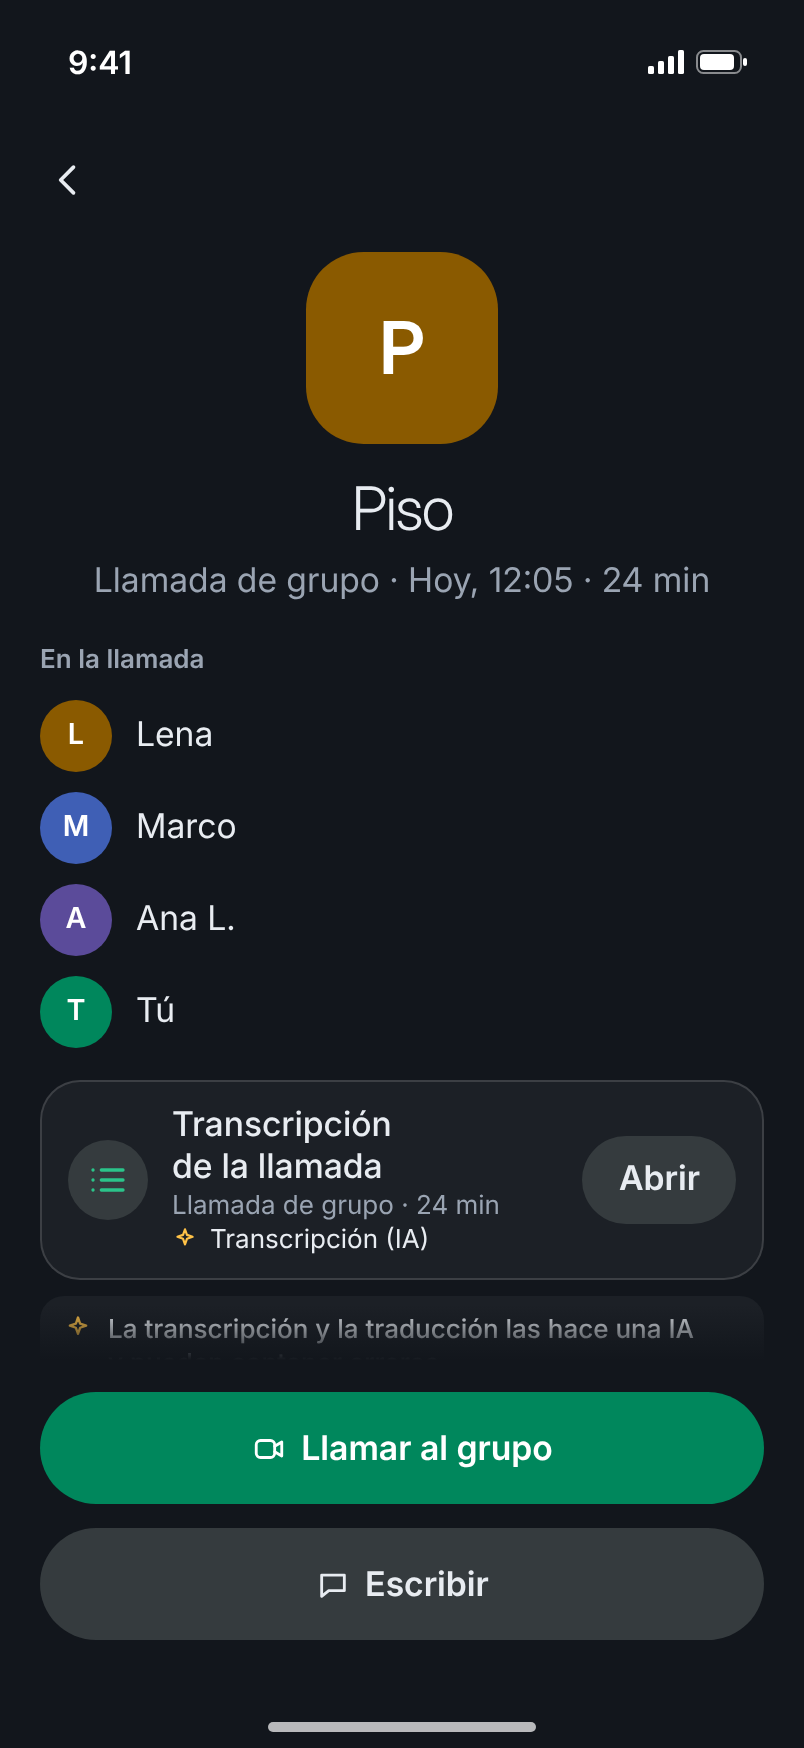 9:41
P
Piso
Llamada de grupo · Hoy, 12:05 · 24 min
En la llamada
L Lena
M Marco
A Ana L.
T Tú
Transcripción
de la llamada
Llamada de grupo · 24 min
Transcripción (IA)
Abrir
La transcripción y la traducción las hace una IA
Llamar al grupo
Escribir